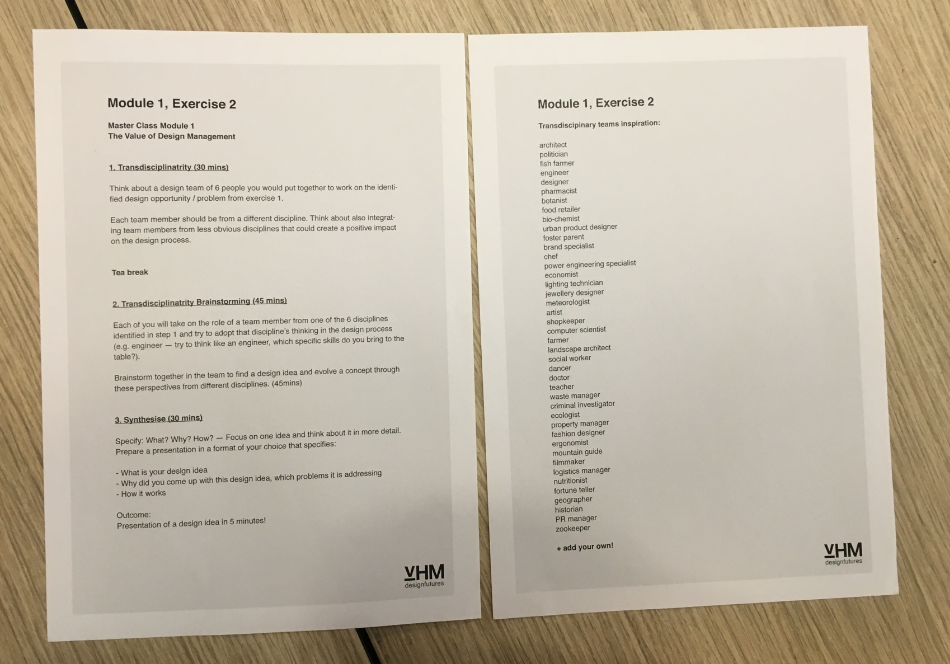 Module 1, Exercise 2
Master Class Module 1
The Value of Design Management
1. Transdisciplinatrity (30 mins)
Think about a design team of 6 people you would put together to work on the identi-
fied design opportunity / problem from exercise 1.
Each team member should be from a different discipline. Think about also integrat-
ing team members from less obvious disciplines that could create a positive impact
on the design process.
Tea break
2. Transdisciplinatrity Brainstorming (45 mins)
Each of you will take on the role of a team member from one of the 6 disciplines
identified in step 1 and try to adopt that discipline's thinking in the design process
(e.g. engineer — try to think like an engineer, which specific skills do you bring to the
table?).
Brainstorm together in the team to find a design idea and evolve a concept through
these perspectives from different disciplines. (45mins)
3. Synthesise (30 mins)
Specify: What? Why? How? — Focus on one idea and think about it in more detail.
Prepare a presentation in a format of your choice that specifies:
- What is your design idea
- Why did you come up with this design idea, which problems it is addressing
- How it works
Outcome:
Presentation of a design idea in 5 minutes!
VHM
designfutures
Module 1, Exercise 2
Transdiscipinary teams inspiration:
architect
politician
fish farmer
engineer
designer
pharmacist
botanist
food retailer
bio-chemist
urban product designer
foster parent
brand specialist
chef
power engineering specialist
economist
lighting technician
jewellery designer
meteorologist
artist
shopkeeper
computer scientist
farmer
landscape architect
social worker
dancer
doctor
teacher
waste manager
criminal investigator
ecologist
property manager
fashion designer
ergonomist
mountain guide
filmmaker
logistics manager
nutritionist
fortune teller
geographer
historian
PR manager
zookeeper
+ add your own!
VHM
designfutures